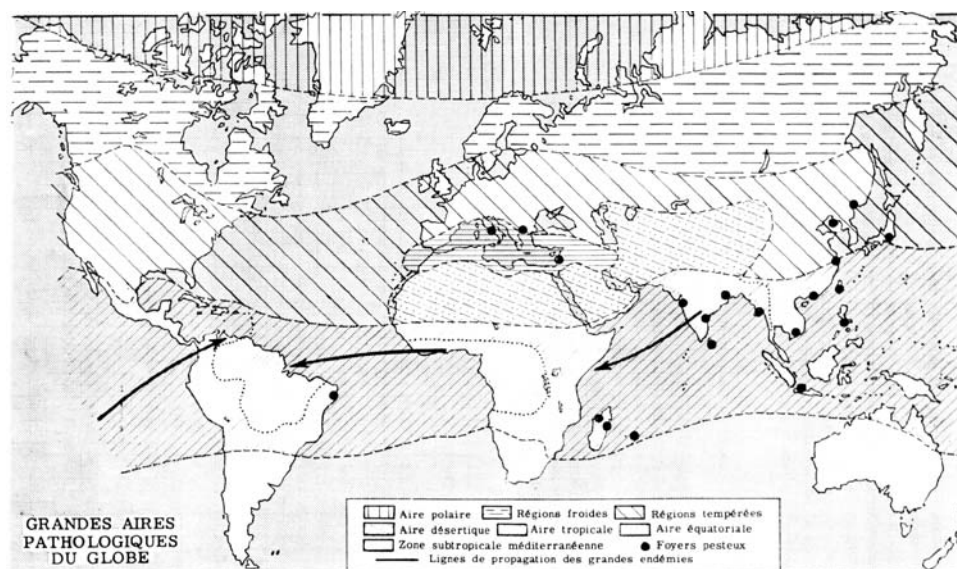 GRANDES AIRES
PATHOLOGIQUES
DU GLOBE
Aire polaire Régions froides Régions tempérées
Aire désertique Aire tropicale Aire équatoriale
Zone subtropicale méditerranéenne Foyers pesteux
Lignes de propagation des grandes endémies